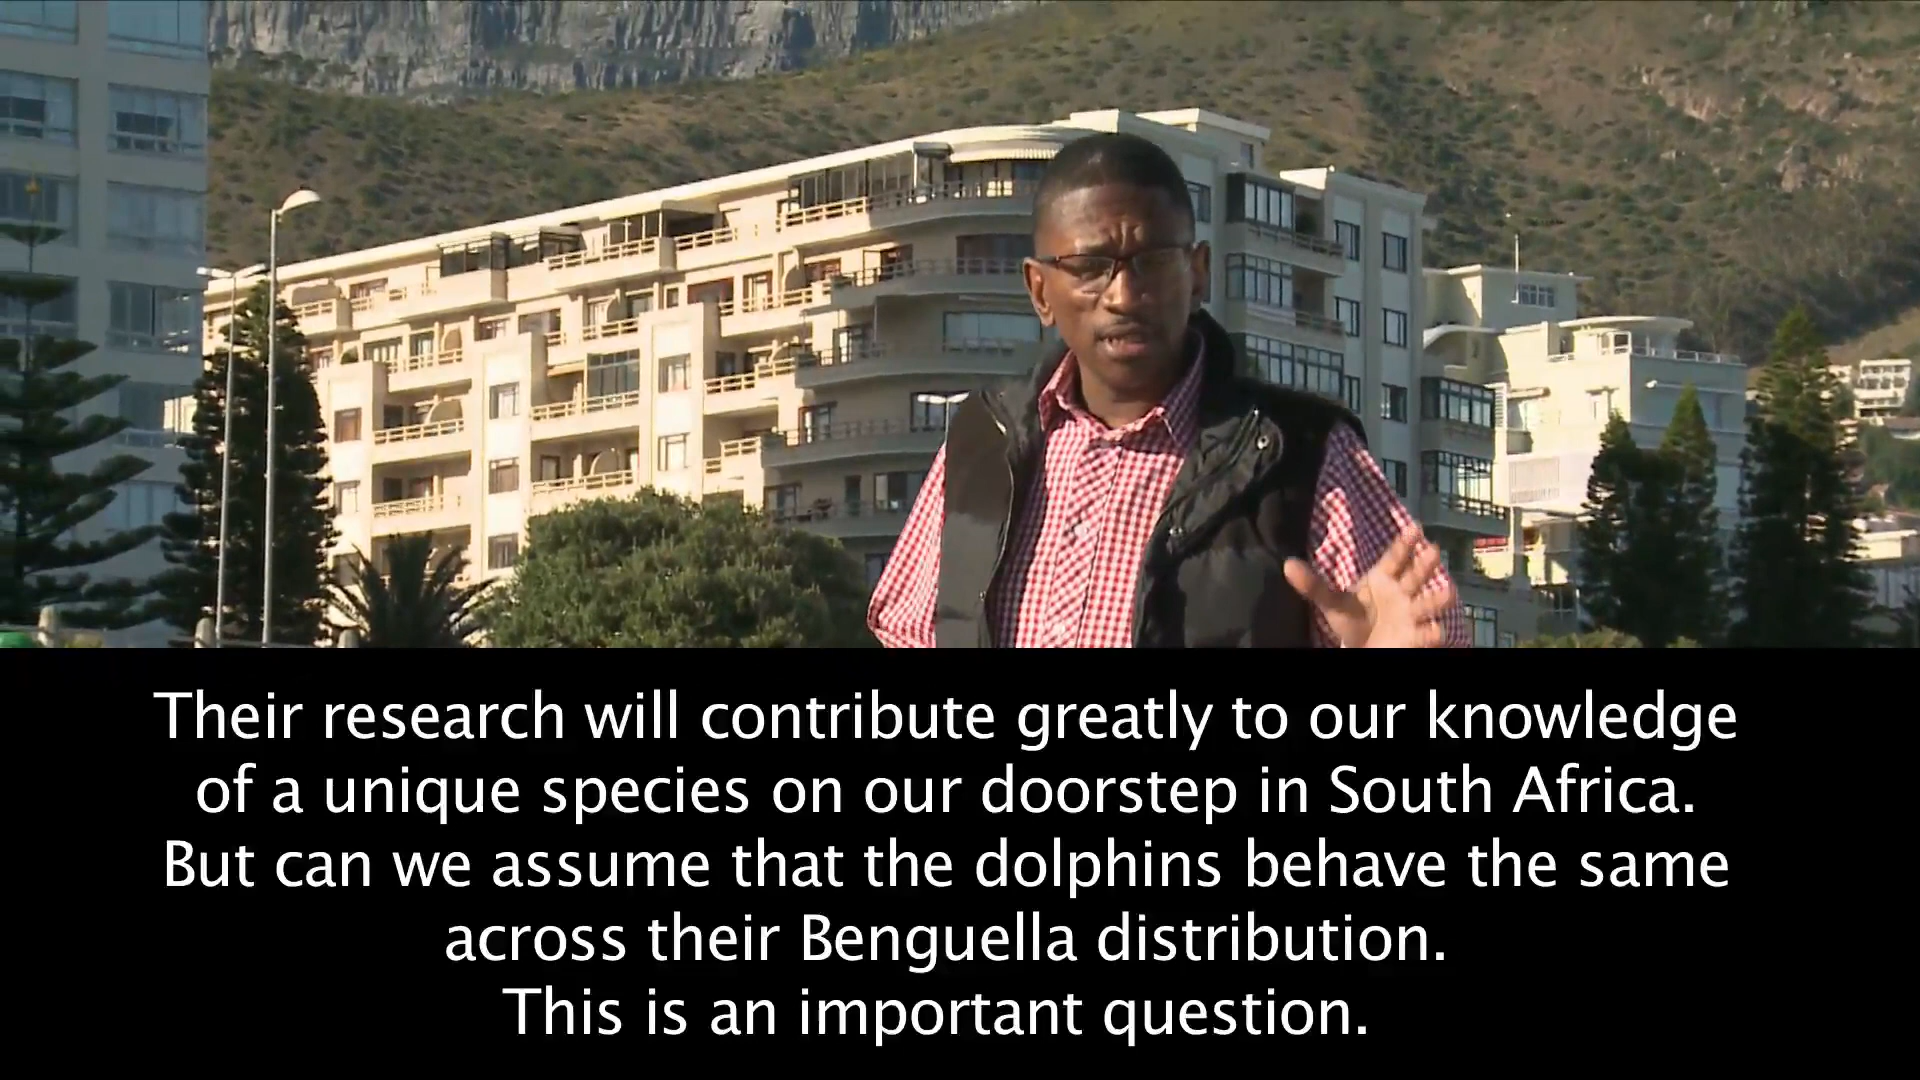 Their research will contribute greatly to our knowledge
of a unique species on our doorstep in South Africa.
But can we assume that the dolphins behave the same
across their Benguella distribution.
This is an important question.